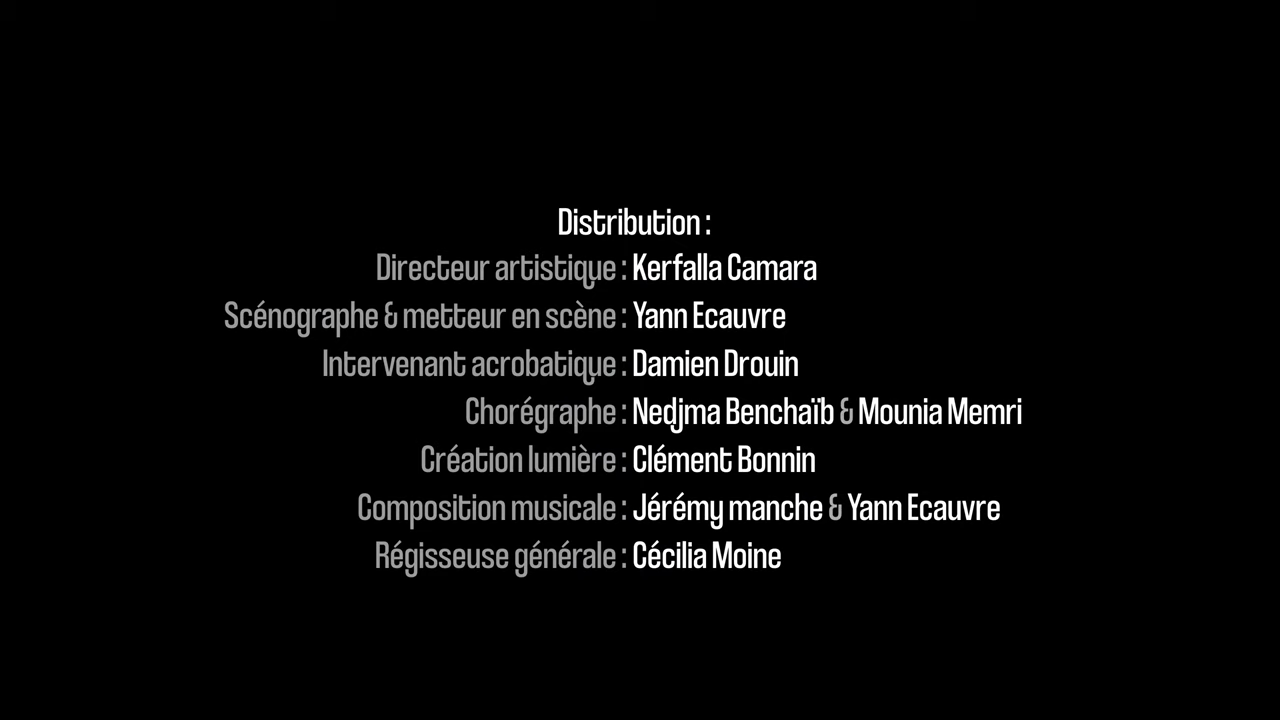 Distribution :
Directeur artistique : Kerfalla Camara
Scénographe & metteur en scène : Yann Ecauvre
Intervenant acrobatique : Damien Drouin
Chorégraphe : Nedjma Benchaïb & Mounia Memri
Création lumière : Clément Bonnin
Composition musicale : Jérémy manche & Yann Ecauvre
Régisseuse générale : Cécilia Moine